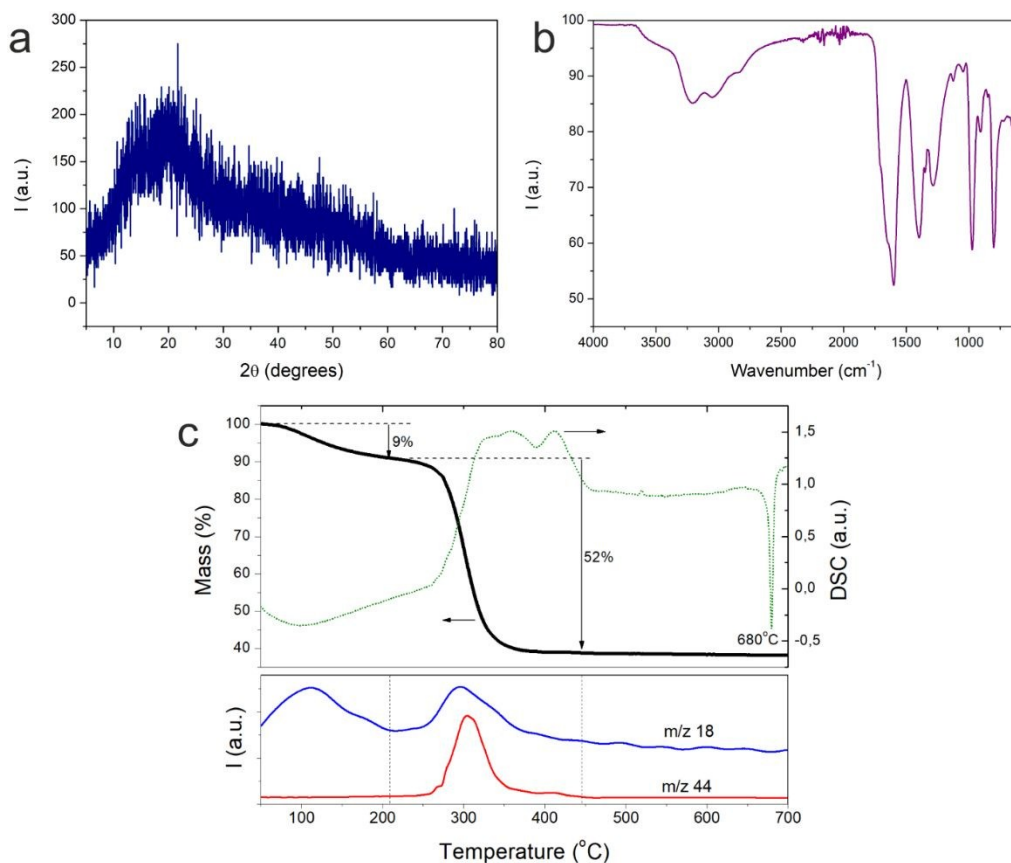 a
I (a.u.)
300
250
200
150
100
50
0
10 20 30 40 50 60 70 80
2θ (degrees)
b
I (a.u.)
100
90
80
70
60
50
4000 3500 3000 2500 2000 1500 1000
Wavenumber (cm⁻¹)
c
Mass (%)
100
90
80
70
60
50
40
9%
52%
680°C
1,5
1,0
0,5
0,0
-0,5
DSC (a.u.)
I (a.u.)
m/z 18
m/z 44
100 200 300 400 500 600 700
Temperature (°C)